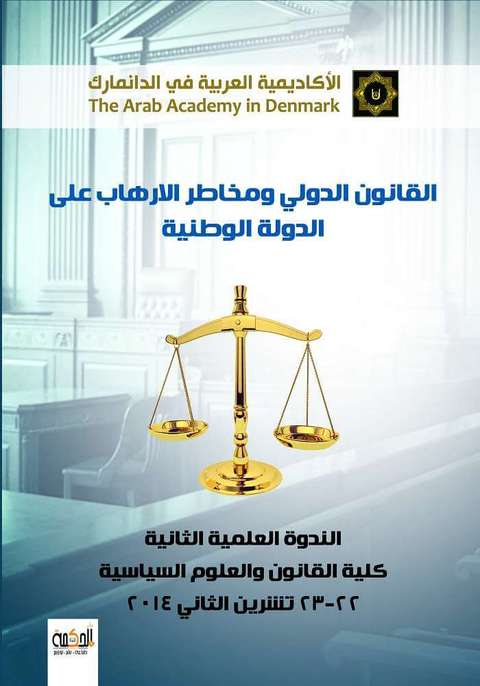 الأكاديمية العربية في الدانمارك
The Arab Academy in Denmark
القانون الدولي ومخاطر الارهاب على
الدولة الوطنية
الندوة العلمية الثانية
كلية القانون والعلوم السياسية
٢٢-٢٣ تشرين الثاني ٢٠١٤
الحكمة